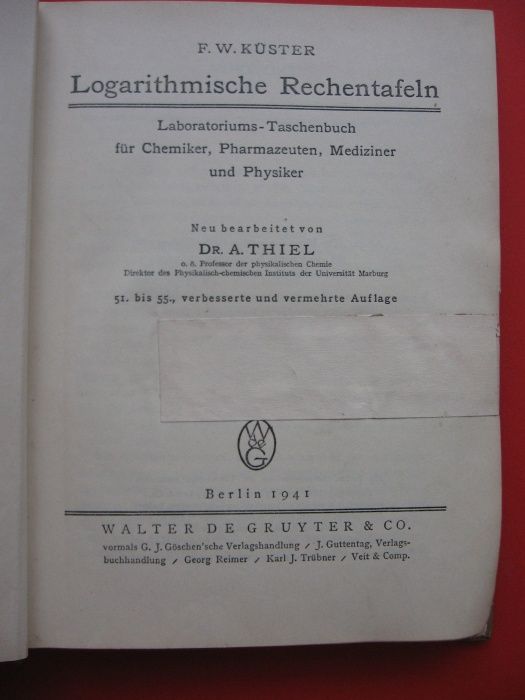 F. W. KÜSTER
Logarithmische Rechentafeln
Laboratoriums-Taschenbuch
für Chemiker, Pharmazeuten, Mediziner
und Physiker
Neu bearbeitet von
DR. A. THIEL
o. ö. Professor der physikalischen Chemie
Direktor des Physikalisch-chemischen Instituts der Universität Marburg
51. bis 55., verbesserte und vermehrte Auflage
W
de
G
Berlin 1941
WALTER DE GRUYTER & CO.
vormals G. J. Göschen'sche Verlagshandlung / J. Guttentag, Verlags-
buchhandlung / Georg Reimer / Karl J. Trübner / Veit & Comp.